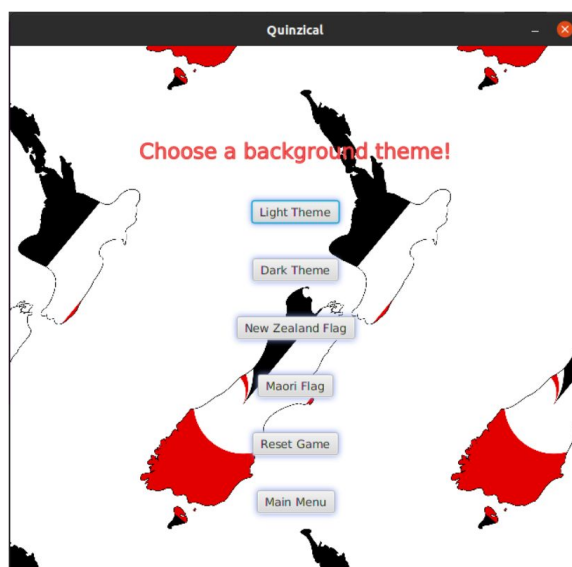 Quinzical
Choose a background theme!
Light Theme
Dark Theme
New Zealand Flag
Maori Flag
Reset Game
Main Menu